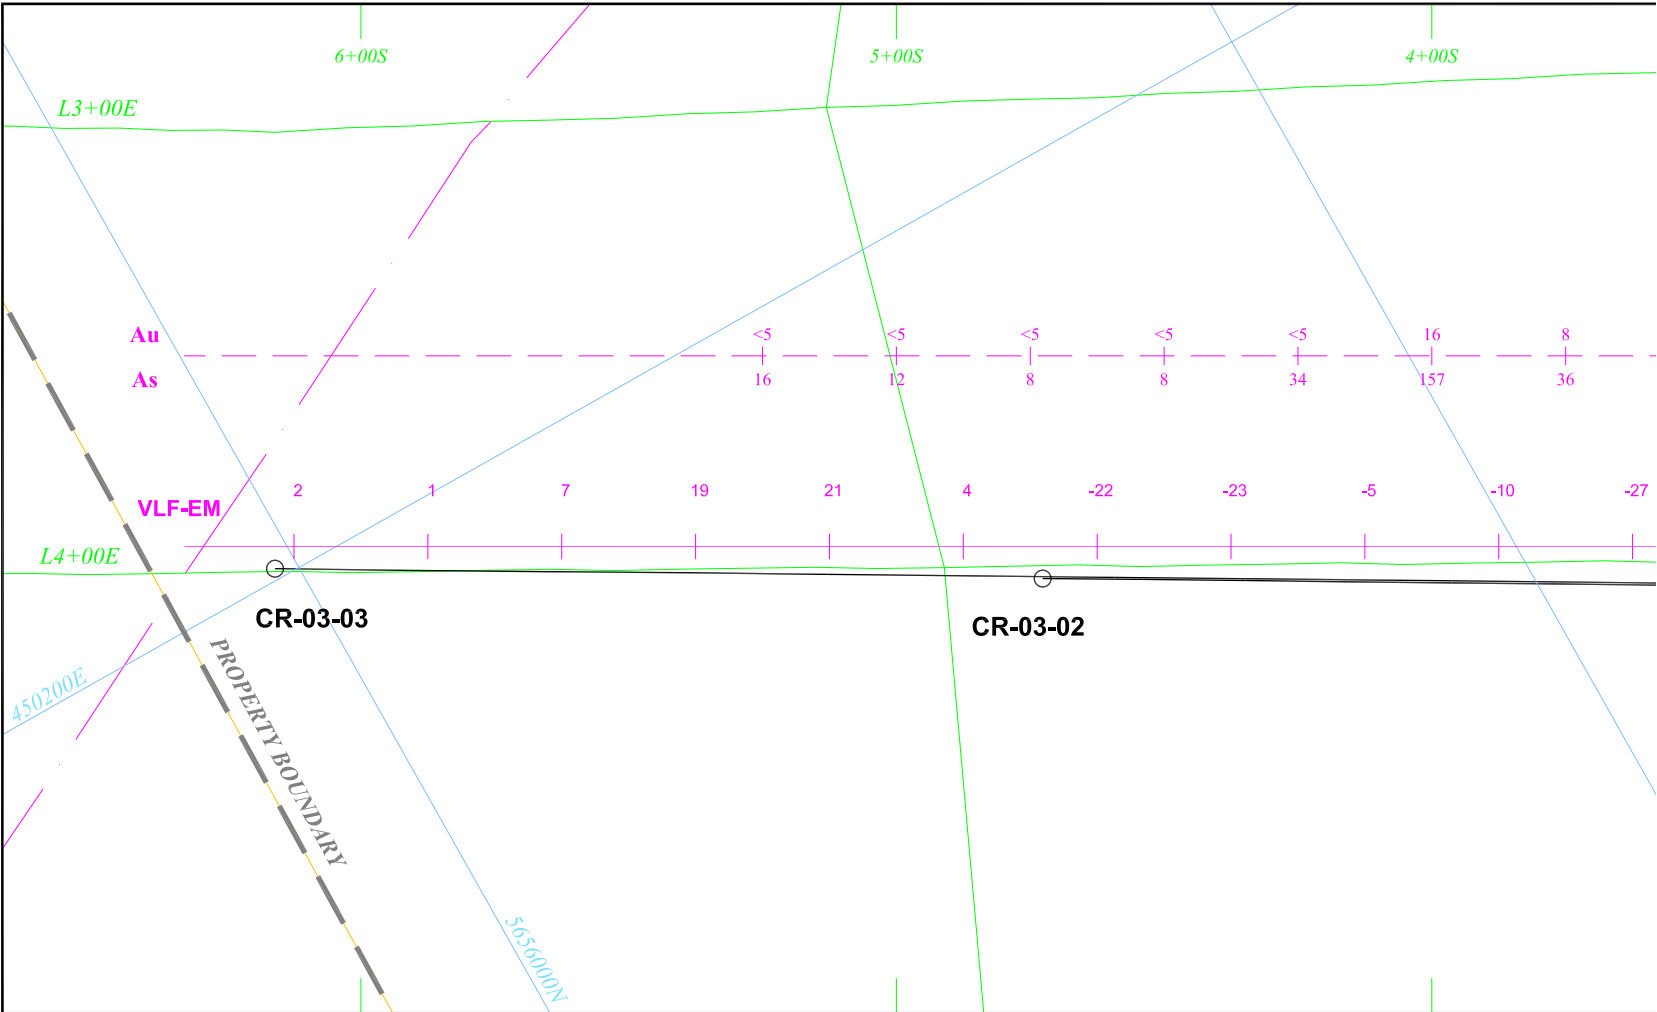 6+00S 5+00S 4+00S
L3+00E
Au <5 <5 <5 <5 <5 16 8
As 16 12 8 8 34 157 36
2 1 7 19 21 4 -22 -23 -5 -10 -27
VLF-EM
L4+00E
CR-03-03
CR-03-02
450200E
PROPERTY BOUNDARY
5656000N